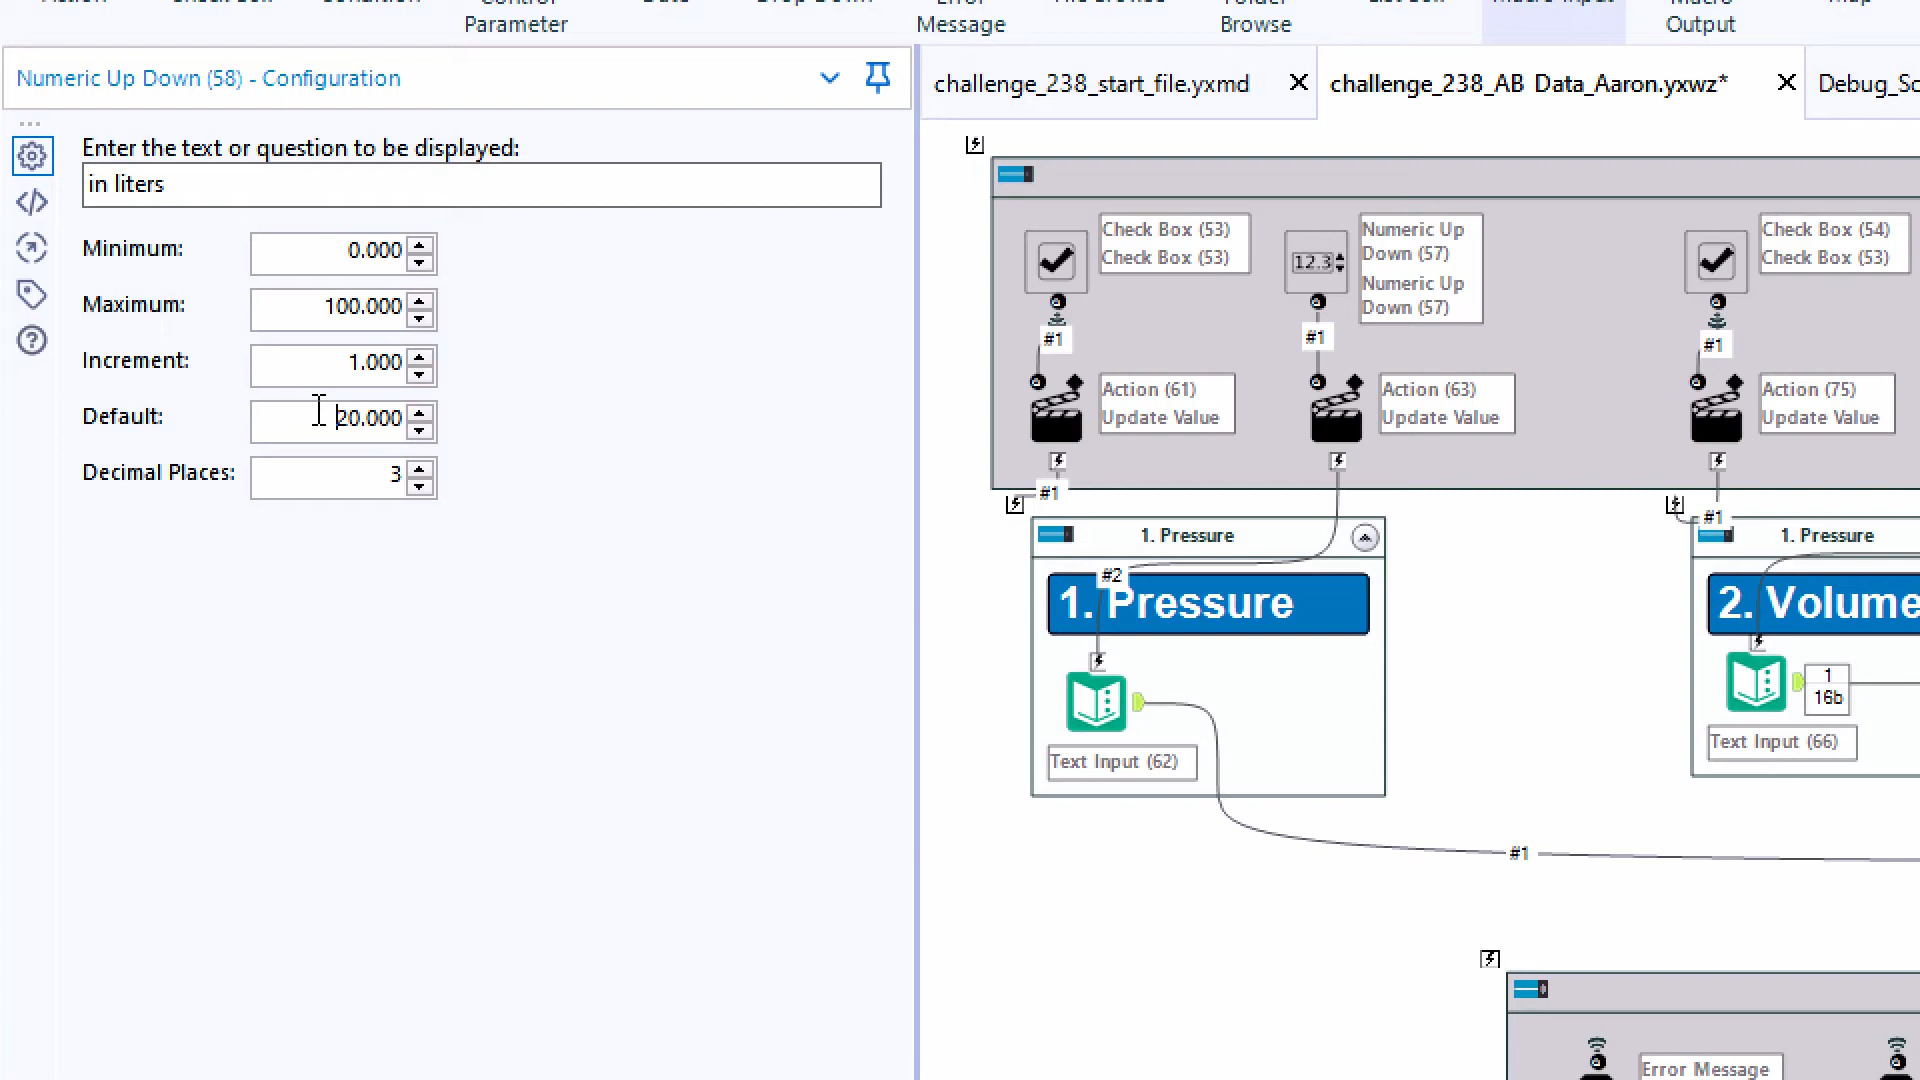 Parameter
Message
Browse
Output
Numeric Up Down (58) - Configuration
challenge_238_start_file.yxmd
challenge_238_AB Data_Aaron.yxwz*
Debug_Sc
Enter the text or question to be displayed:
in liters
Minimum:
0.000
Maximum:
100.000
Increment:
1.000
Default:
20.000
Decimal Places:
3
Check Box (53)
Check Box (53)
12.3
Numeric Up
Down (57)
Numeric Up
Down (57)
Check Box (54)
Check Box (53)
#1
#1
#1
Action (61)
Update Value
Action (63)
Update Value
Action (75)
Update Value
#1
#1
1. Pressure
1. Pressure
#2
1. Pressure
2. Volume
1
16b
Text Input (62)
Text Input (66)
#1
Error Message